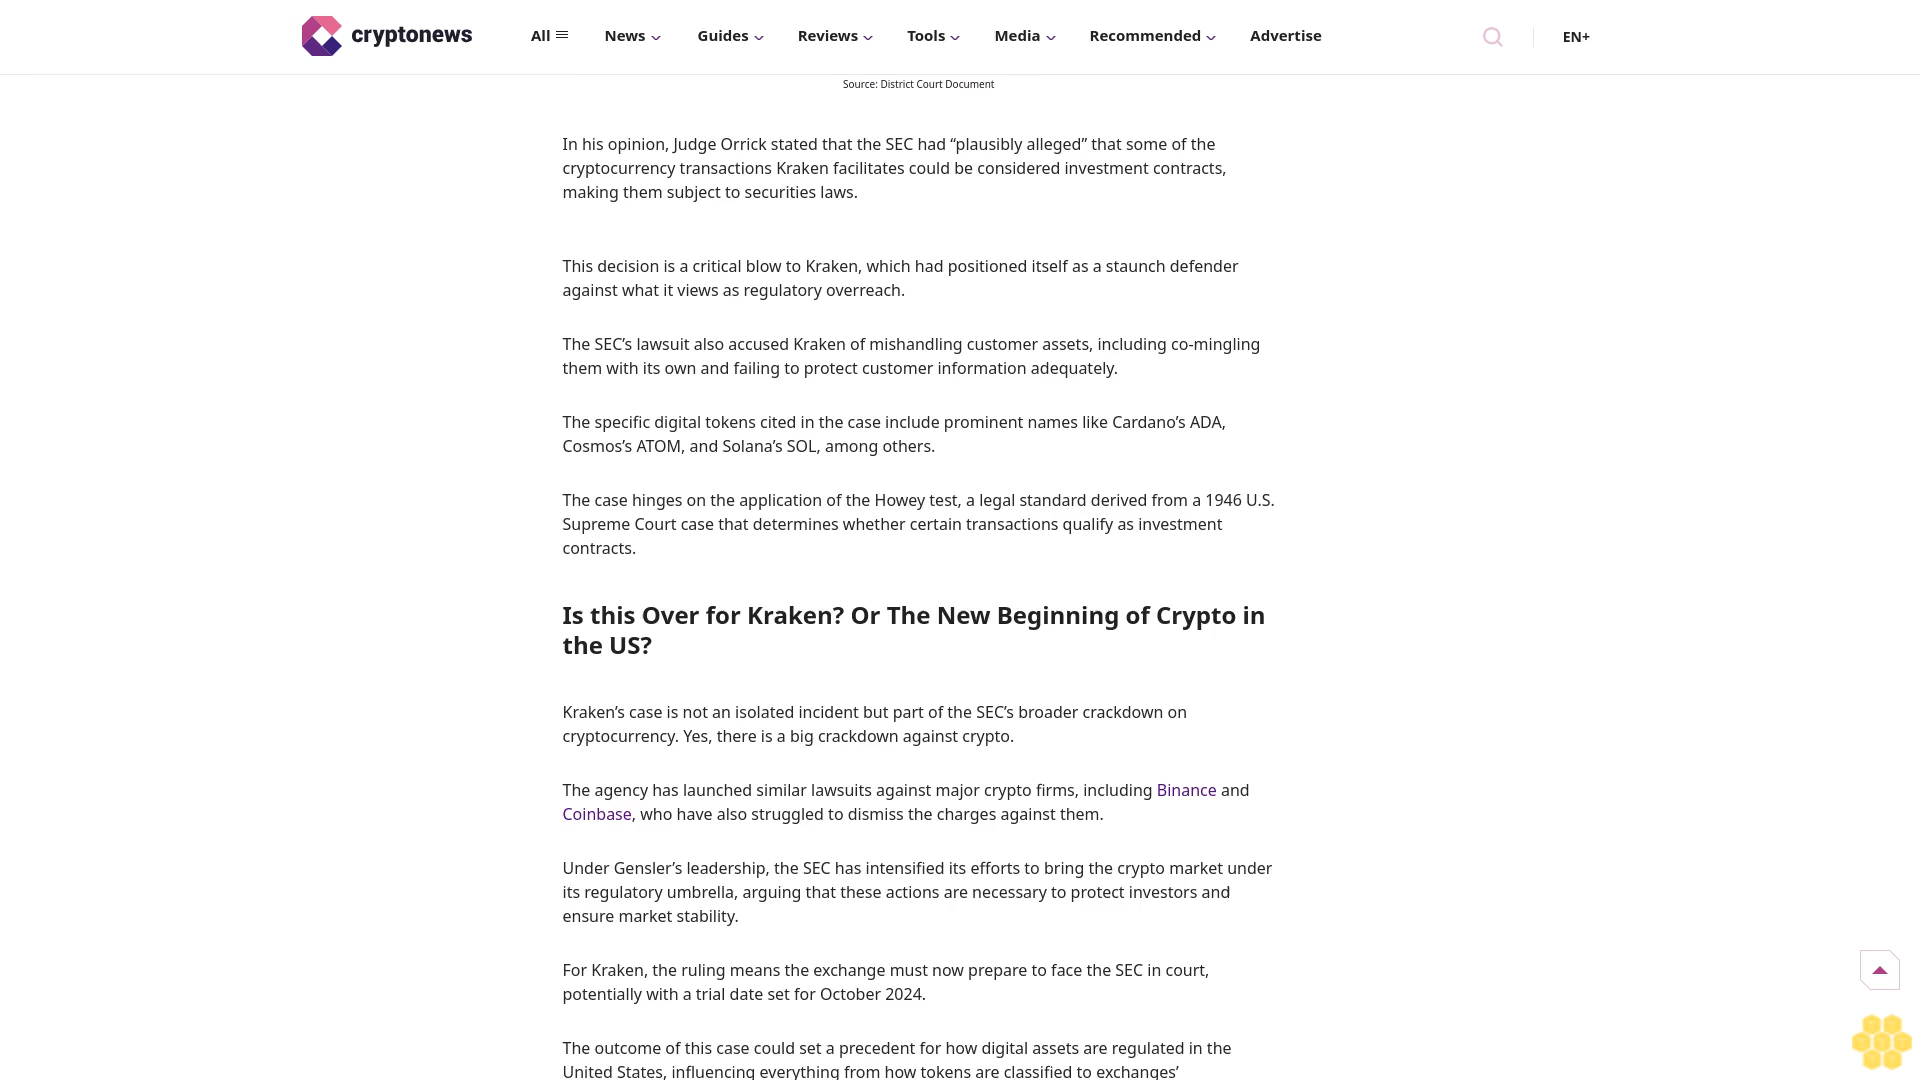 cryptonews
All
News
Guides
Reviews
Tools
Media
Recommended
Advertise
EN+
Source: District Court Document
In his opinion, Judge Orrick stated that the SEC had “plausibly alleged” that some of the
cryptocurrency transactions Kraken facilitates could be considered investment contracts,
making them subject to securities laws.
This decision is a critical blow to Kraken, which had positioned itself as a staunch defender
against what it views as regulatory overreach.
The SEC’s lawsuit also accused Kraken of mishandling customer assets, including co-mingling
them with its own and failing to protect customer information adequately.
The specific digital tokens cited in the case include prominent names like Cardano’s ADA,
Cosmos’s ATOM, and Solana’s SOL, among others.
The case hinges on the application of the Howey test, a legal standard derived from a 1946 U.S.
Supreme Court case that determines whether certain transactions qualify as investment
contracts.
Is this Over for Kraken? Or The New Beginning of Crypto in
the US?
Kraken’s case is not an isolated incident but part of the SEC’s broader crackdown on
cryptocurrency. Yes, there is a big crackdown against crypto.
The agency has launched similar lawsuits against major crypto firms, including Binance and
Coinbase, who have also struggled to dismiss the charges against them.
Under Gensler’s leadership, the SEC has intensified its efforts to bring the crypto market under
its regulatory umbrella, arguing that these actions are necessary to protect investors and
ensure market stability.
For Kraken, the ruling means the exchange must now prepare to face the SEC in court,
potentially with a trial date set for October 2024.
The outcome of this case could set a precedent for how digital assets are regulated in the
United States, influencing everything from how tokens are classified to exchanges’